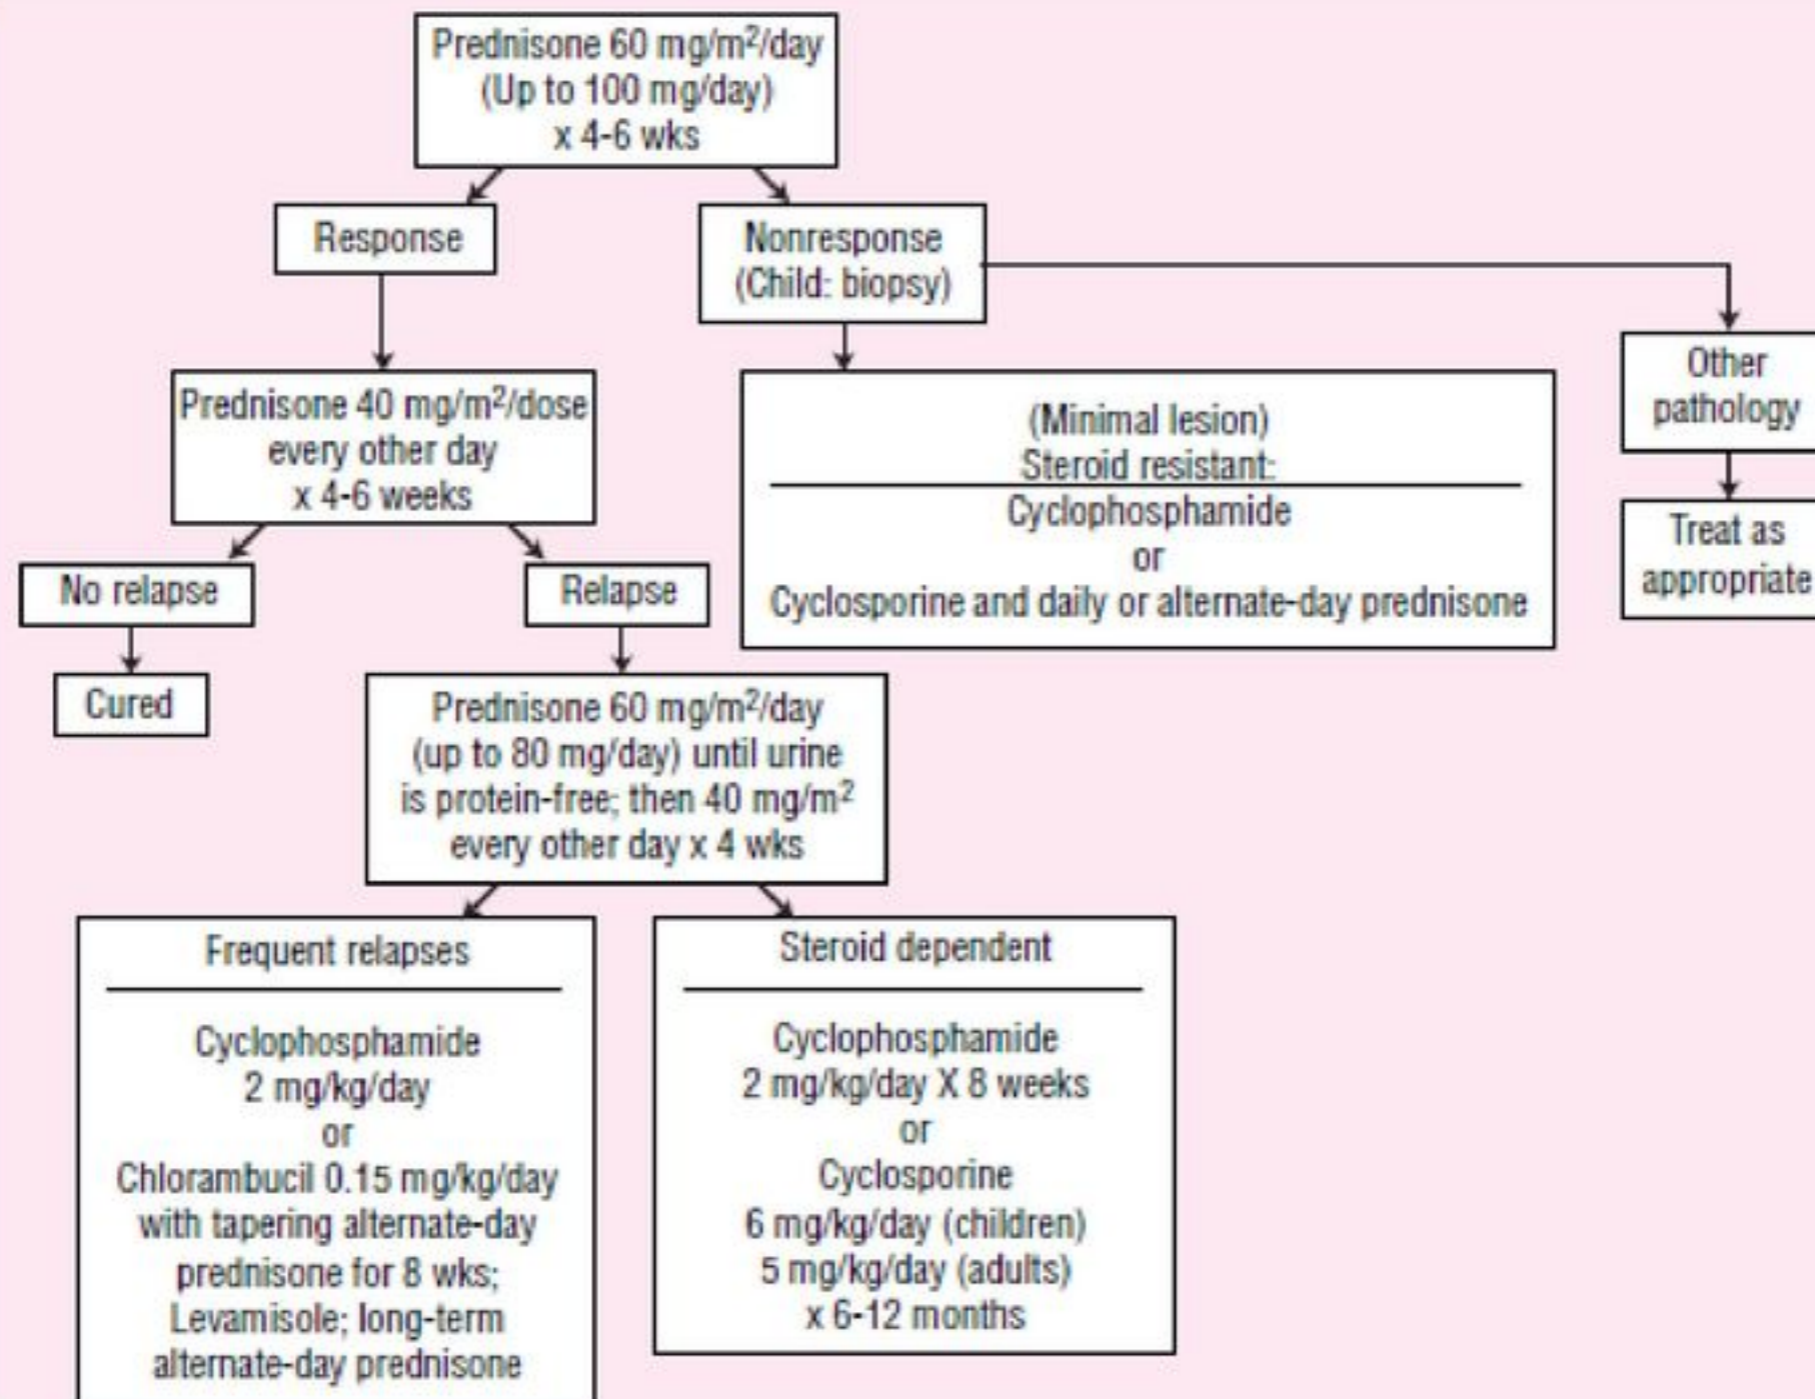 Prednisone 60 mg/m²/day
(Up to 100 mg/day)
x 4-6 wks
Response
Nonresponse
(Child: biopsy)
Prednisone 40 mg/m²/dose
every other day
x 4-6 weeks
(Minimal lesion)
Steroid resistant:
Cyclophosphamide
or
Cyclosporine and daily or alternate-day prednisone
Other
pathology
Treat as
appropriate
No relapse
Relapse
Cured
Prednisone 60 mg/m²/day
(up to 80 mg/day) until urine
is protein-free; then 40 mg/m²
every other day x 4 wks
Frequent relapses
Cyclophosphamide
2 mg/kg/day
or
Chlorambucil 0.15 mg/kg/day
with tapering alternate-day
prednisone for 8 wks;
Levamisole; long-term
alternate-day prednisone
Steroid dependent
Cyclophosphamide
2 mg/kg/day X 8 weeks
or
Cyclosporine
6 mg/kg/day (children)
5 mg/kg/day (adults)
x 6-12 months